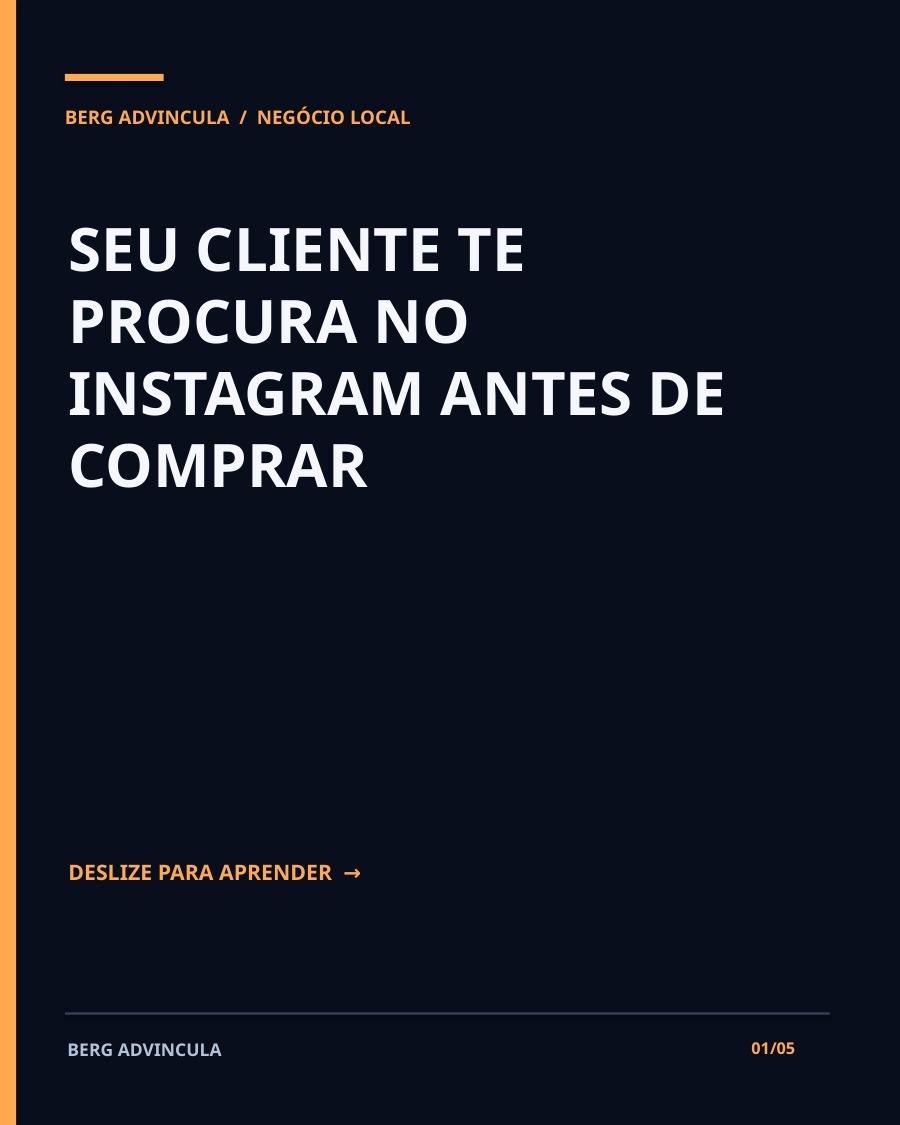 BERG ADVINCULA / NEGÓCIO LOCAL
SEU CLIENTE TE
PROCURA NO
INSTAGRAM ANTES DE
COMPRAR
DESLIZE PARA APRENDER →
BERG ADVINCULA
01/05